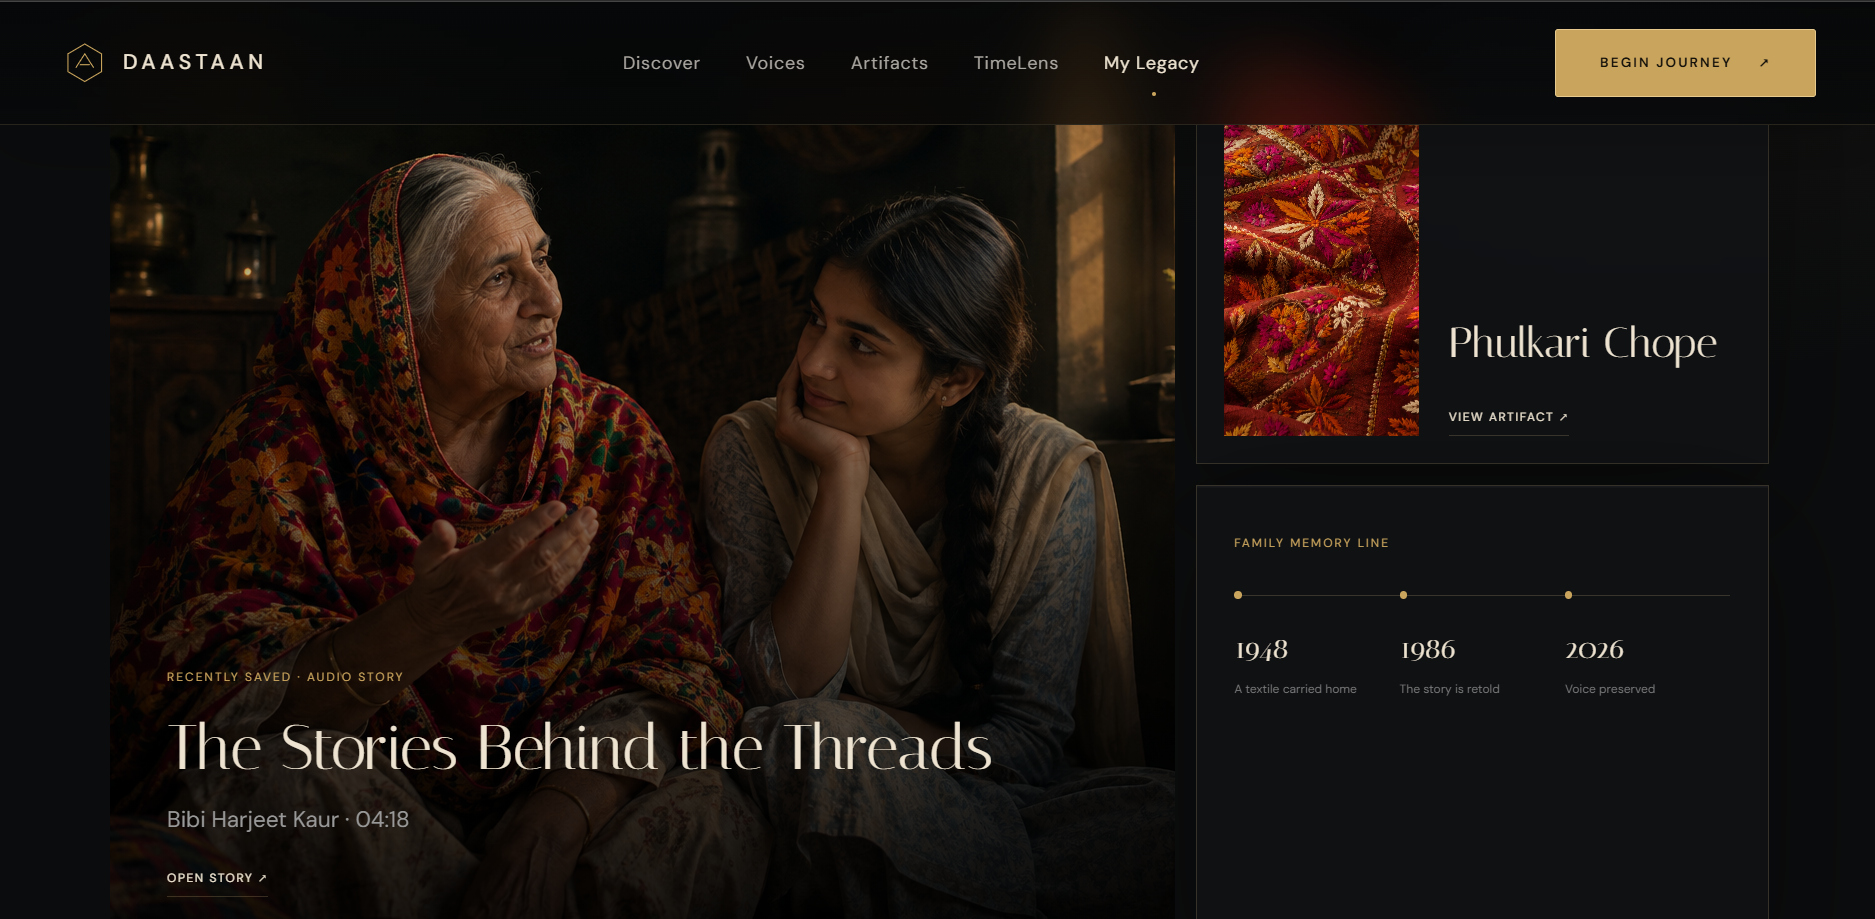 DAASTAAN
Discover
Voices
Artifacts
TimeLens
My Legacy
BEGIN JOURNEY ↗
RECENTLY SAVED · AUDIO STORY
The Stories Behind the Threads
Bibi Harjeet Kaur · 04:18
OPEN STORY ↗
Phulkari Chope
VIEW ARTIFACT ↗
FAMILY MEMORY LINE
1948
A textile carried home
1986
The story is retold
2026
Voice preserved